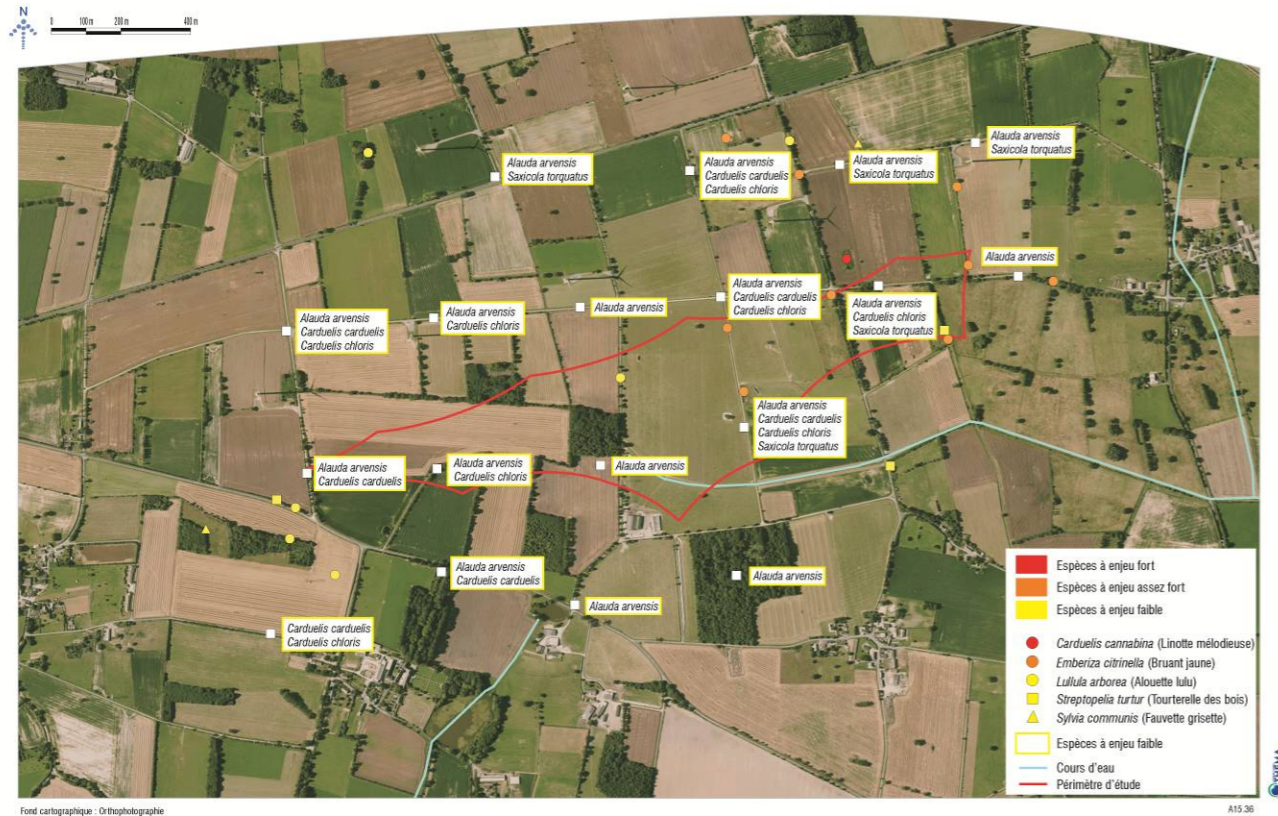 N
0 100 m 200 m 400 m
Alauda arvensis
Saxicola torquatus
Alauda arvensis
Carduelis carduelis
Carduelis chloris
Alauda arvensis
Saxicola torquatus
Alauda arvensis
Saxicola torquatus
Alauda arvensis
Alauda arvensis
Carduelis carduelis
Carduelis chloris
Alauda arvensis
Carduelis chloris
Saxicola torquatus
Alauda arvensis
Alauda arvensis
Carduelis chloris
Alauda arvensis
Carduelis carduelis
Carduelis chloris
Alauda arvensis
Carduelis carduelis
Carduelis chloris
Saxicola torquatus
Alauda arvensis
Carduelis carduelis
Alauda arvensis
Carduelis chloris
Alauda arvensis
Alauda arvensis
Carduelis carduelis
Alauda arvensis
Alauda arvensis
Carduelis carduelis
Carduelis chloris
Espèces à enjeu fort
Espèces à enjeu assez fort
Espèces à enjeu faible
Carduelis cannabina (Linotte mélodieuse)
Emberiza citrinella (Bruant jaune)
Lullula arborea (Alouette lulu)
Streptopelia turtur (Tourterelle des bois)
Sylvia communis (Fauvette grisette)
Espèces à enjeu faible
Cours d'eau
Périmètre d'étude
Fond cartographique : Orthophotographie
A15.36